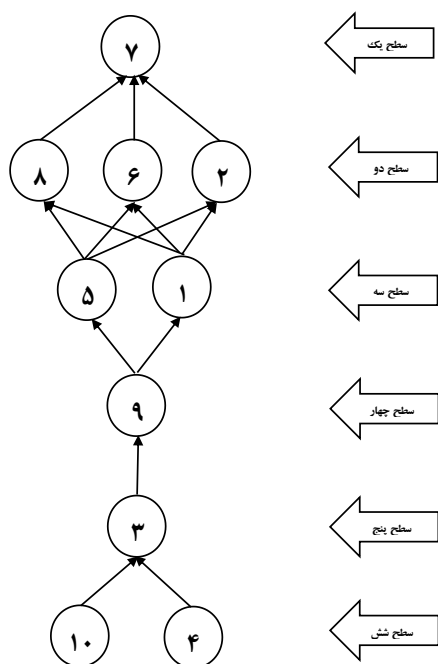 ۷
سطح یک
۸ ۶ ۲
سطح دو
۵ ۱
سطح سه
۹
سطح چهار
۳
سطح پنج
۱۰ ۴
سطح شش